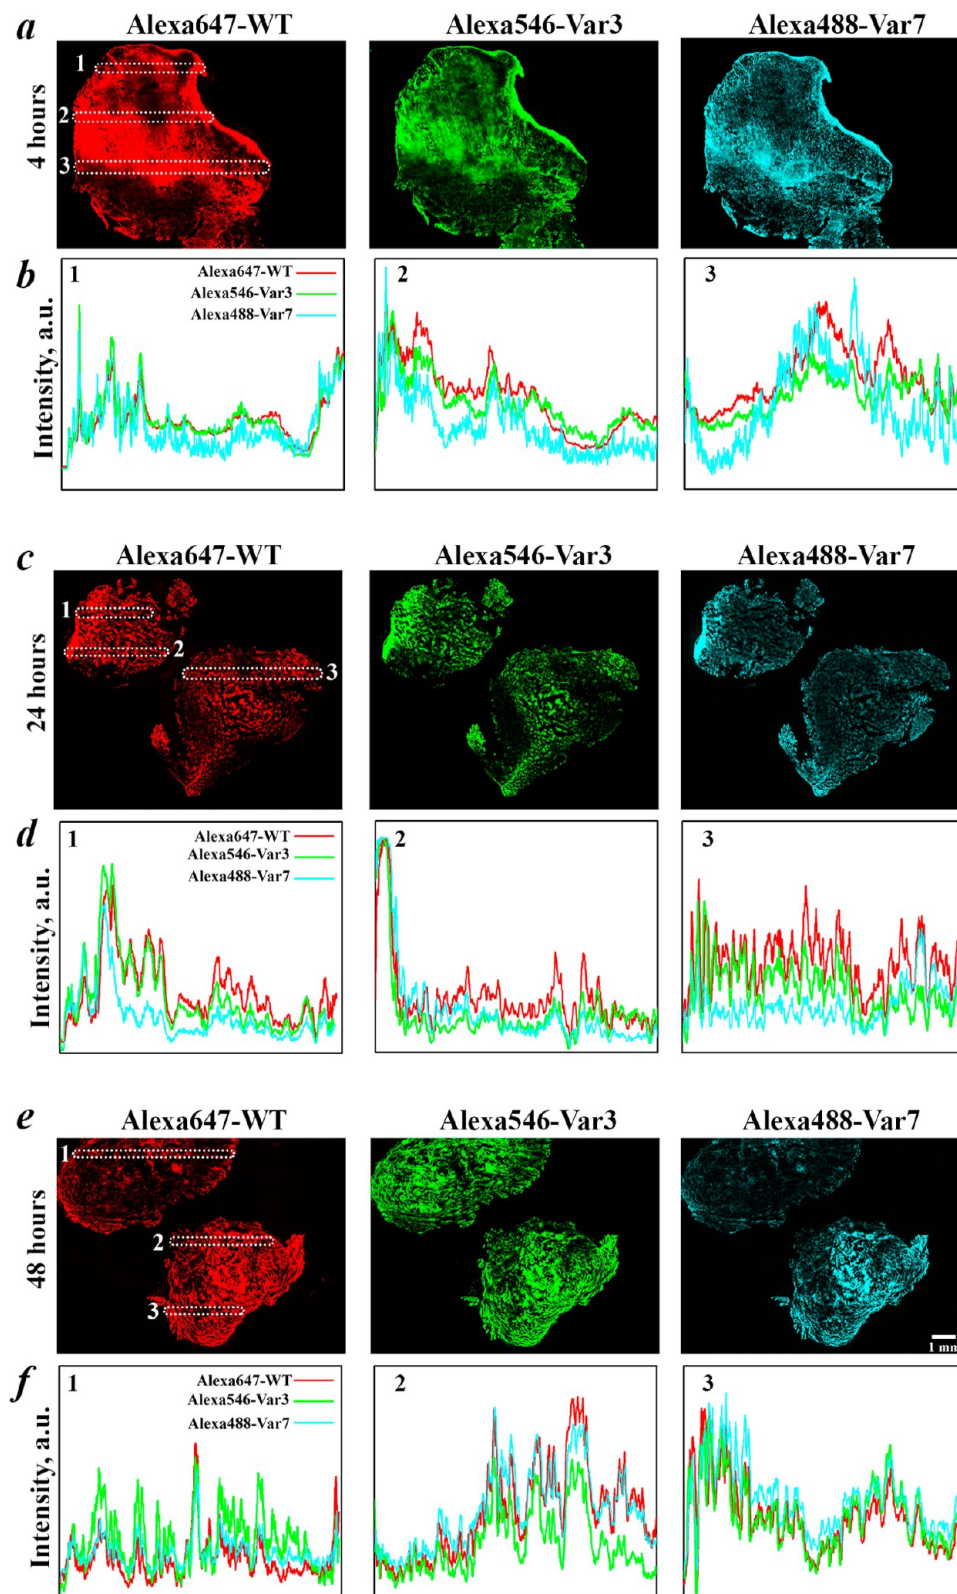 a Alexa647-WT Alexa546-Var3 Alexa488-Var7
4 hours
1
2
3
b 1 2 3
Intensity, a.u.
Alexa647-WT
Alexa546-Var3
Alexa488-Var7
c Alexa647-WT Alexa546-Var3 Alexa488-Var7
24 hours
1
2
3
d 1 2 3
Intensity, a.u.
Alexa647-WT
Alexa546-Var3
Alexa488-Var7
e Alexa647-WT Alexa546-Var3 Alexa488-Var7
48 hours
1
2
3
1 mm
f 1 2 3
Intensity, a.u.
Alexa647-WT
Alexa546-Var3
Alexa488-Var7